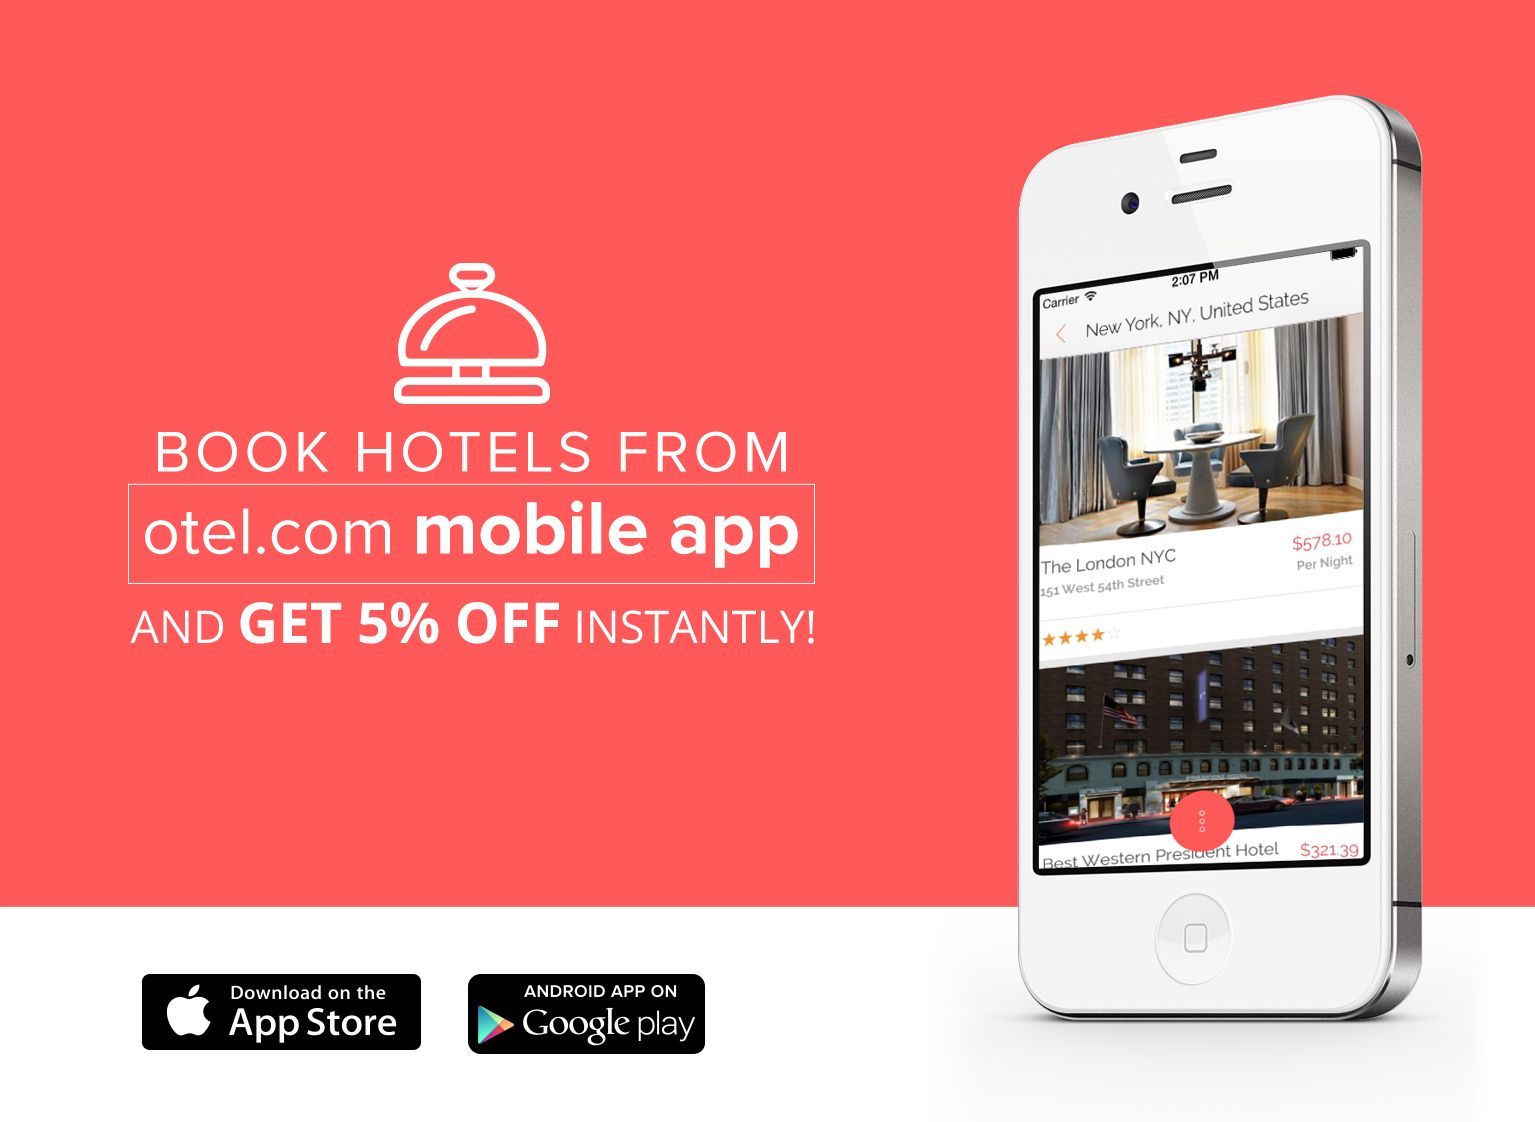 BOOK HOTELS FROM
otel.com mobile app
AND GET 5% OFF INSTANTLY!
Carrier
2:07 PM
New York, NY, United States
The London NYC
$578.10
151 West 54th Street
Per Night
PRESIDENT HOTEL
Best Western President Hotel
$321.39
Download on the
App Store
ANDROID APP ON
Google play